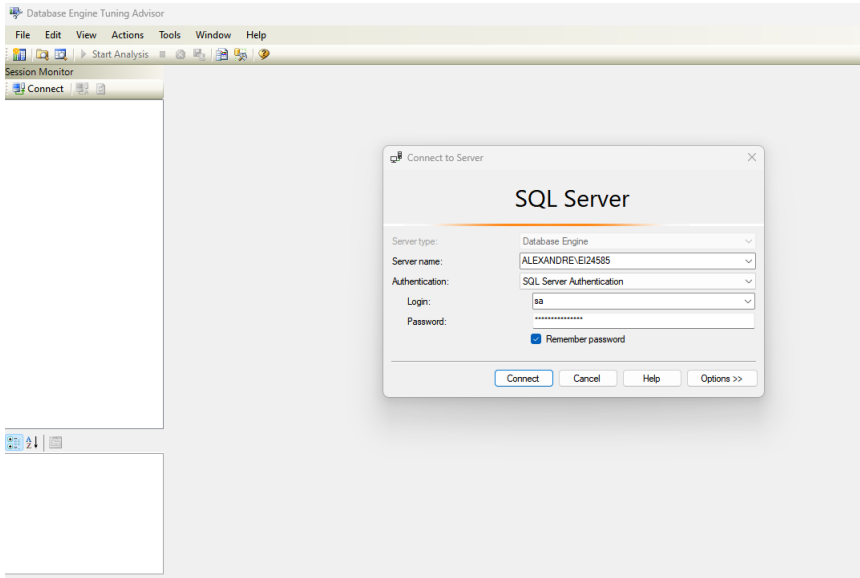 Database Engine Tuning Advisor
File Edit View Actions Tools Window Help
Start Analysis
Session Monitor
Connect
Connect to Server
SQL Server
Server type: Database Engine
Server name: ALEXANDRE\EI24585
Authentication: SQL Server Authentication
Login: sa
Password: ***************
Remember password
Connect Cancel Help Options >>